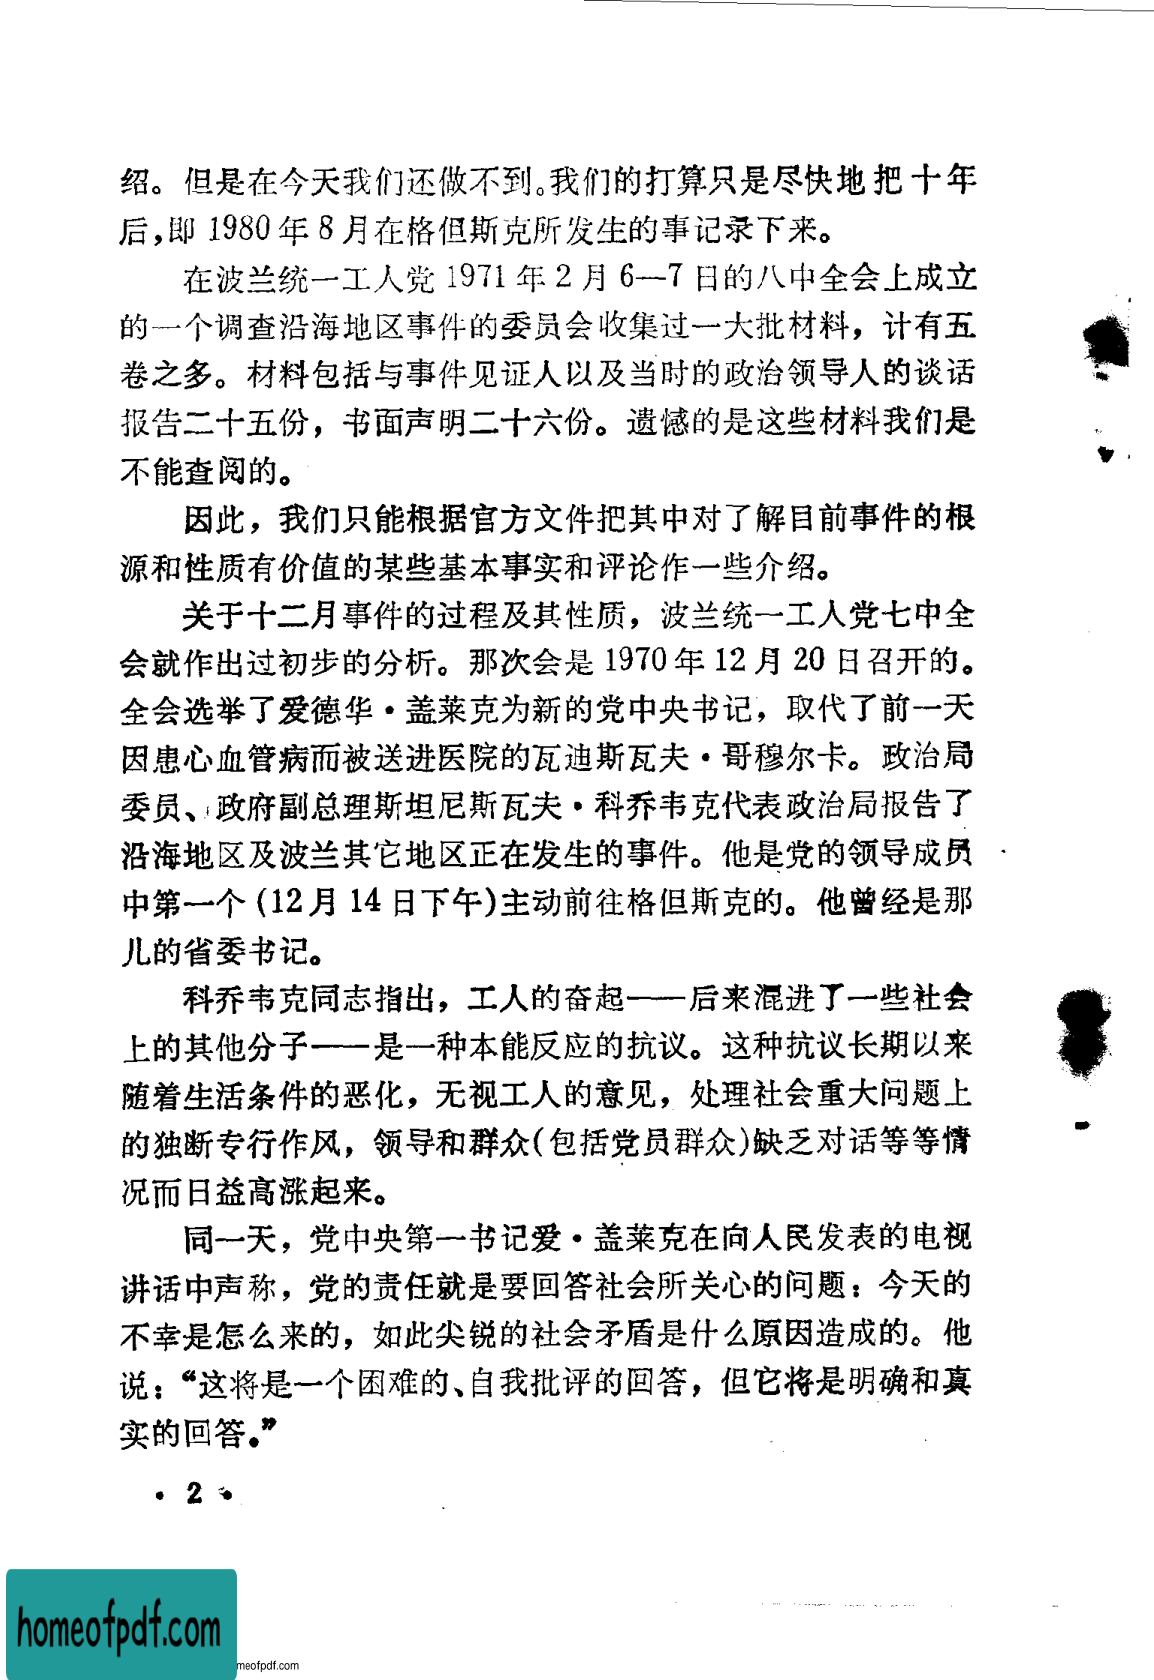 绍。但是在今天我们还做不到。我们的打算只是尽快地把十年
后，即 1980 年 8 月在格但斯克所发生的事记录下来。
在波兰统一工人党 1971 年 2 月 6—7 日的八中全会上成立
的一个调查沿海地区事件的委员会收集过一大批材料，计有五
卷之多。材料包括与事件见证人以及当时的政治领导人的谈话
报告二十五份，书面声明二十六份。遗憾的是这些材料我们是
不能查阅的。
因此，我们只能根据官方文件把其中对了解目前事件的根
源和性质有价值的某些基本事实和评论作一些介绍。
关于十二月事件的过程及其性质，波兰统一工人党七中全
会就作出过初步的分析。那次会是 1970 年 12 月 20 日召开的。
全会选举了爱德华·盖莱克为新的党中央书记，取代了前一天
因患心血管病而被送进医院的瓦迪斯瓦夫·哥穆尔卡。政治局
委员、政府副总理斯坦尼斯瓦夫·科乔韦克代表政治局报告了
沿海地区及波兰其它地区正在发生的事件。他是党的领导成员
中第一个(12月 14 日下午)主动前往格但斯克的。他曾经是那
儿的省委书记。
科乔韦克同志指出，工人的奋起——后来混进了一些社会
上的其他分子——是一种本能反应的抗议。这种抗议长期以来
随着生活条件的恶化，无视工人的意见，处理社会重大问题上
的独断专行作风，领导和群众(包括党员群众)缺乏对话等等情
况而日益高涨起来。
同一天，党中央第一书记爱·盖莱克在向人民发表的电视
讲话中声称，党的责任就是要回答社会所关心的问题：今天的
不幸是怎么来的，如此尖锐的社会矛盾是什么原因造成的。他
说：“这将是一个困难的、自我批评的回答，但它将是明确和真
实的回答。”
· 2 ·
homeofpdf.com
meofpdf.com